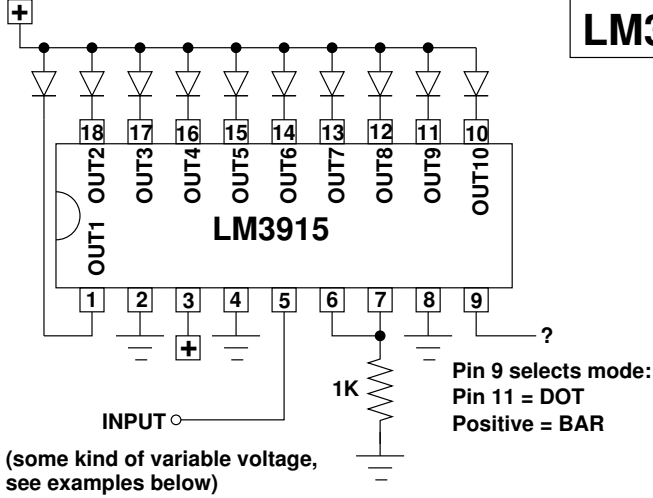 +
LM3
18 17 16 15 14 13 12 11 10
OUT1 OUT2 OUT3 OUT4 OUT5 OUT6 OUT7 OUT8 OUT9 OUT10
LM3915
1 2 3 4 5 6 7 8 9
+
?
1K
Pin 9 selects mode:
Pin 11 = DOT
Positive = BAR
INPUT
(some kind of variable voltage,
see examples below)